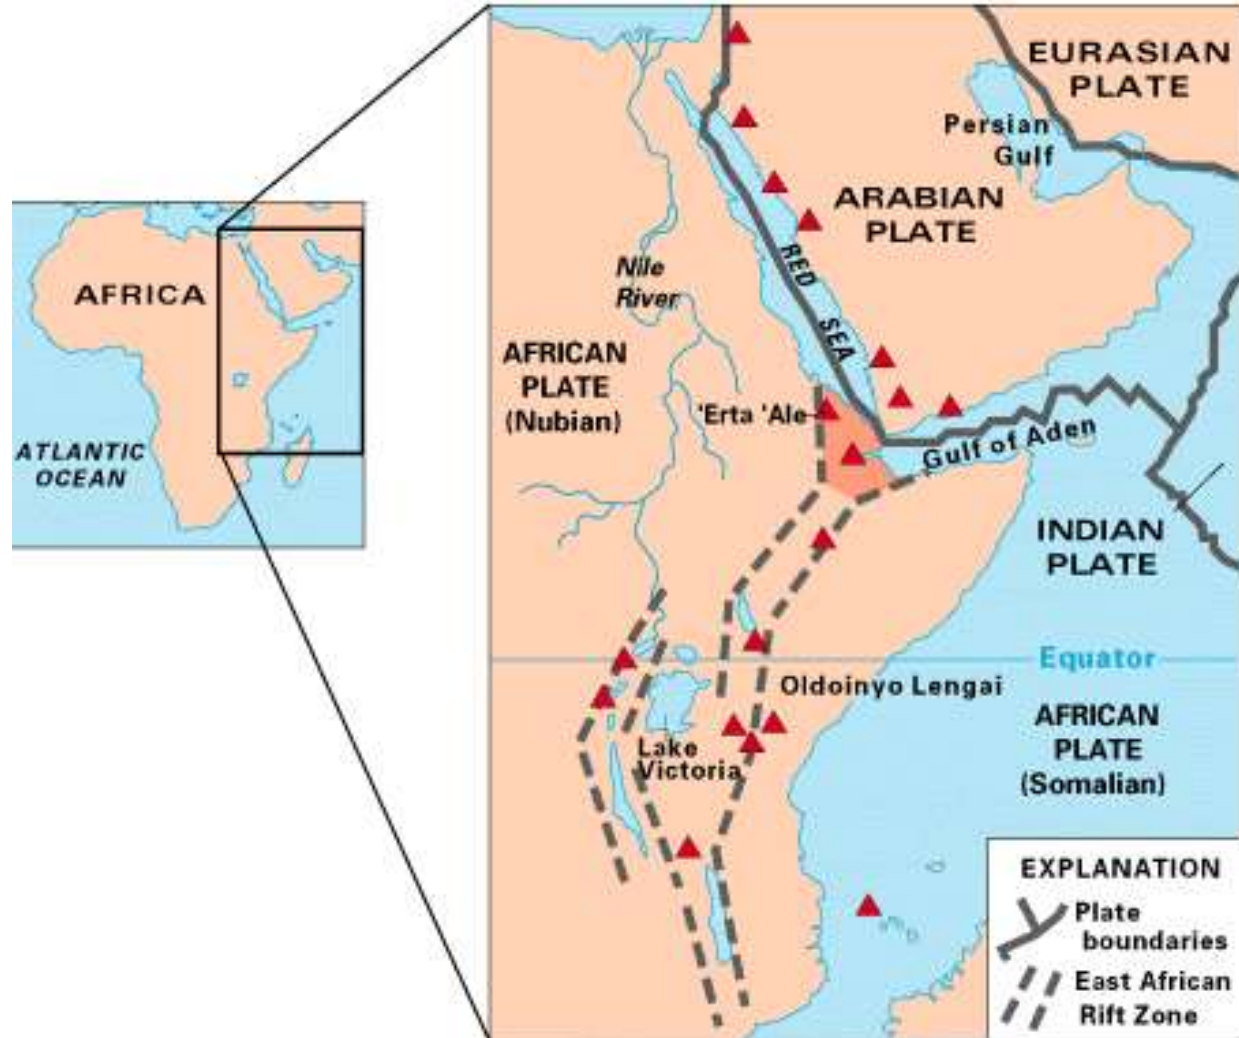 AFRICA
ATLANTIC
OCEAN
EURASIAN
PLATE
Persian
Gulf
ARABIAN
PLATE
RED
SEA
Nile
River
AFRICAN
PLATE
(Nubian)
'Erta 'Ale
Gulf of Aden
INDIAN
PLATE
Equator
Oldoinyo Lengai
AFRICAN
PLATE
(Somalian)
Lake
Victoria
EXPLANATION
Plate
boundaries
East African
Rift Zone